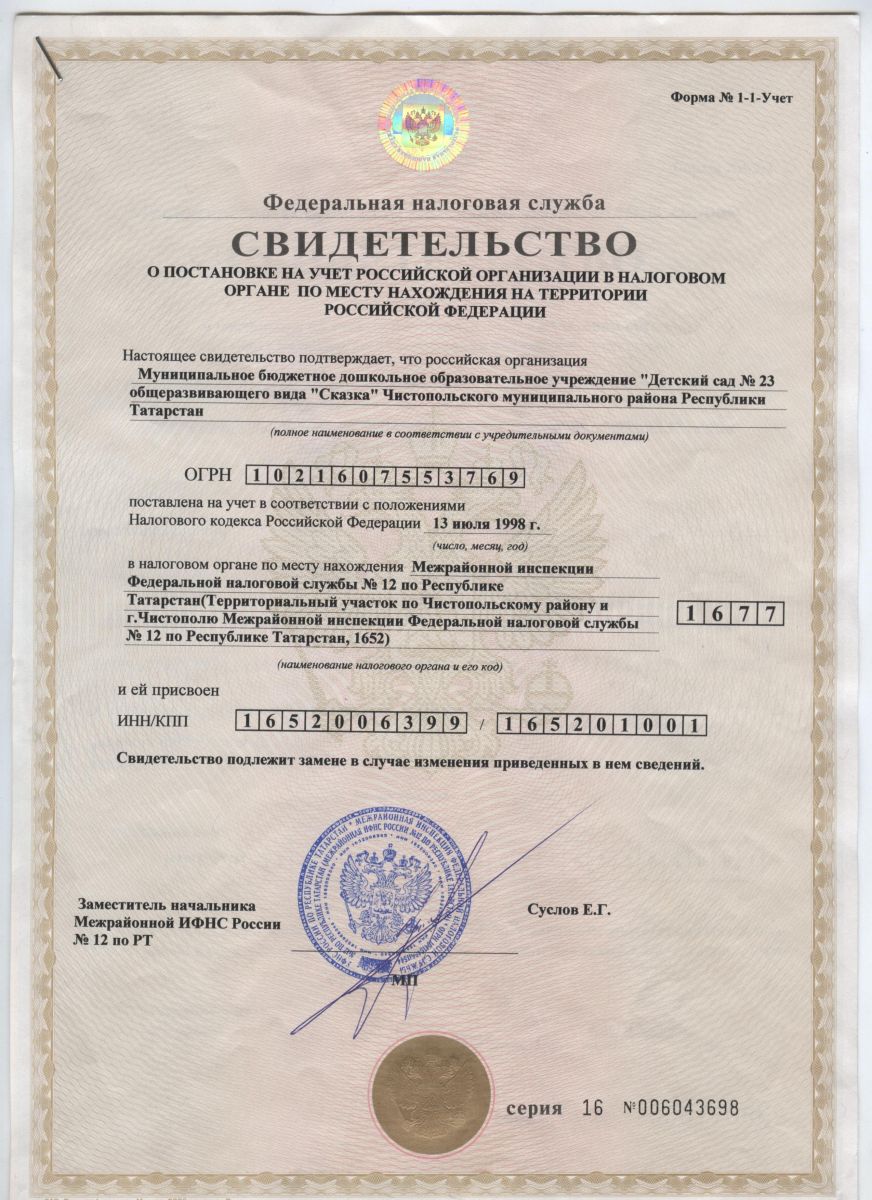 Форма № 1-1-Учет
Федеральная налоговая служба
СВИДЕТЕЛЬСТВО
О ПОСТАНОВКЕ НА УЧЕТ РОССИЙСКОЙ ОРГАНИЗАЦИИ В НАЛОГОВОМ
ОРГАНЕ ПО МЕСТУ НАХОЖДЕНИЯ НА ТЕРРИТОРИИ
РОССИЙСКОЙ ФЕДЕРАЦИИ
Настоящее свидетельство подтверждает, что российская организация
Муниципальное бюджетное дошкольное образовательное учреждение "Детский сад № 23
общеразвивающего вида "Сказка" Чистопольского муниципального района Республики
Татарстан
(полное наименование в соответствии с учредительными документами)
ОГРН 1021607553769
поставлена на учет в соответствии с положениями
Налогового кодекса Российской Федерации 13 июля 1998 г.
(число, месяц, год)
в налоговом органе по месту нахождения Межрайонной инспекции
Федеральной налоговой службы № 12 по Республике
Татарстан(Территориальный участок по Чистопольскому району и
г.Чистополю Межрайонной инспекции Федеральной налоговой службы
№ 12 по Республике Татарстан, 1652)
1677
(наименование налогового органа и его код)
и ей присвоен
ИНН/КПП 1652006399 / 165201001
Свидетельство подлежит замене в случае изменения приведенных в нем сведений.
Заместитель начальника
Межрайонной ИФНС России
№ 12 по РТ
Суслов Е.Г.
МП
серия 16 №006043698